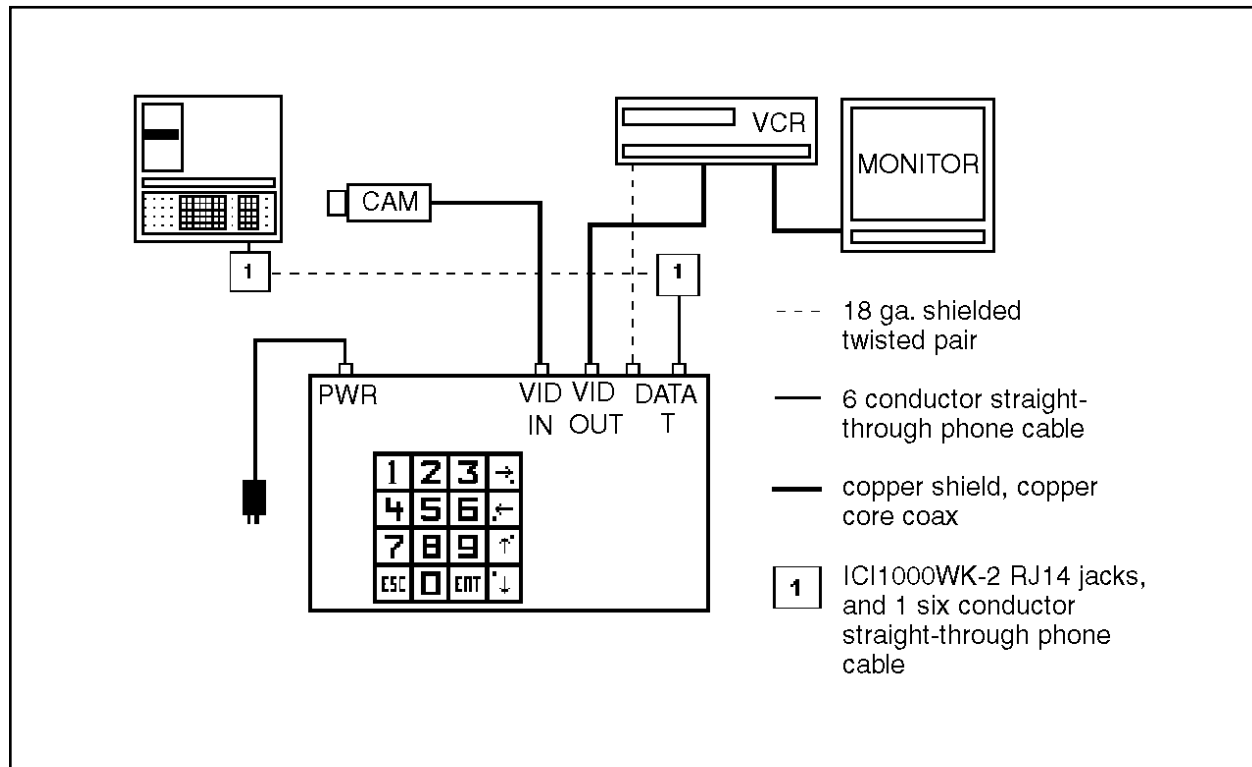 VCR
MONITOR
CAM
1
1
18 ga. shielded
twisted pair
PWR
VID
IN
VID
OUT
DATA
T
6 conductor straight-
through phone cable
1 2 3 →
4 5 6 ←
7 8 9 ↑
ESC 0 ENT ↓
copper shield, copper
core coax
1
ICI1000WK-2 RJ14 jacks,
and 1 six conductor
straight-through phone
cable